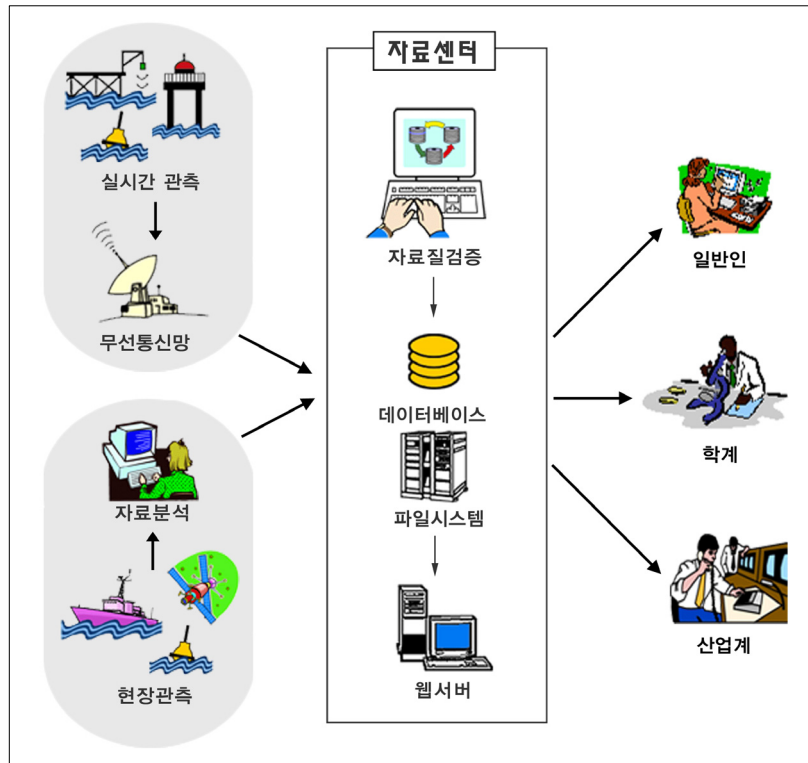 실시간 관측
무선통신망
자료분석
현장관측
자료센터
자료질검증
데이터베이스
파일시스템
웹서버
일반인
학계
산업계